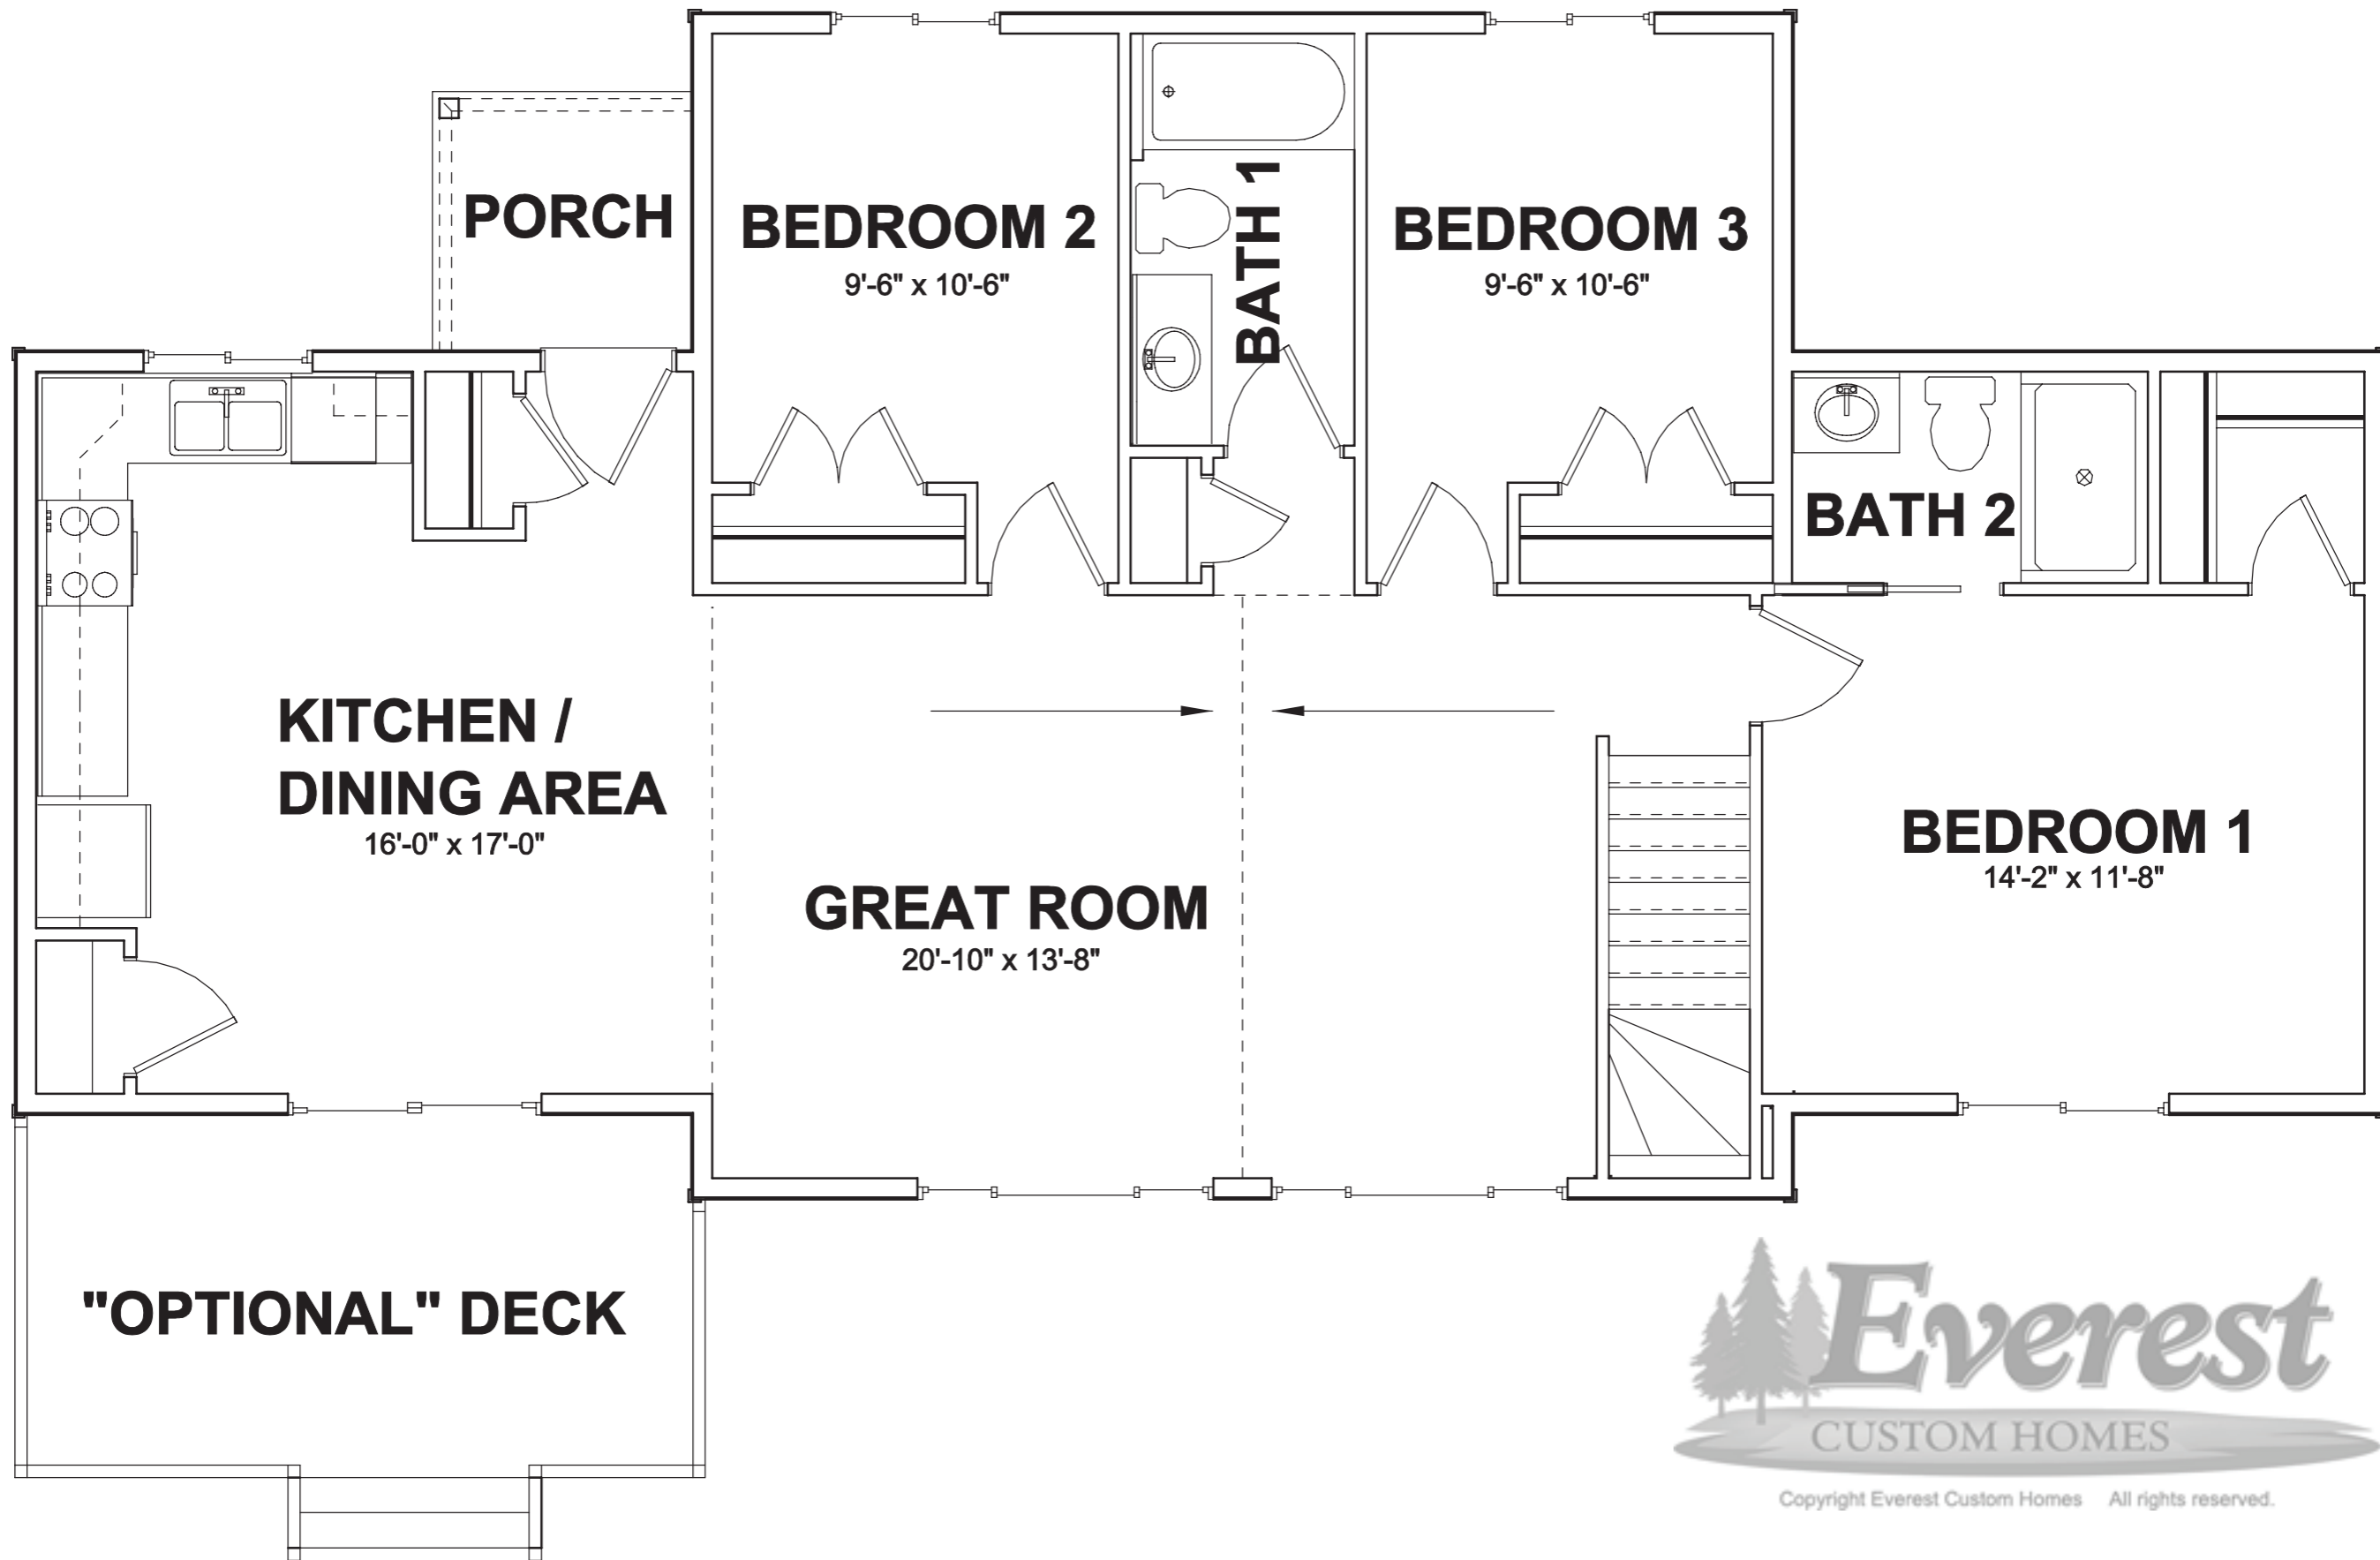 PORCH
BEDROOM 2
9'-6" x 10'-6"
BATH 1
BEDROOM 3
9'-6" x 10'-6"
BATH 2
KITCHEN /
DINING AREA
16'-0" x 17'-0"
GREAT ROOM
20'-10" x 13'-8"
BEDROOM 1
14'-2" x 11'-8"
"OPTIONAL" DECK
Everest
CUSTOM HOMES
Copyright Everest Custom Homes All rights reserved.